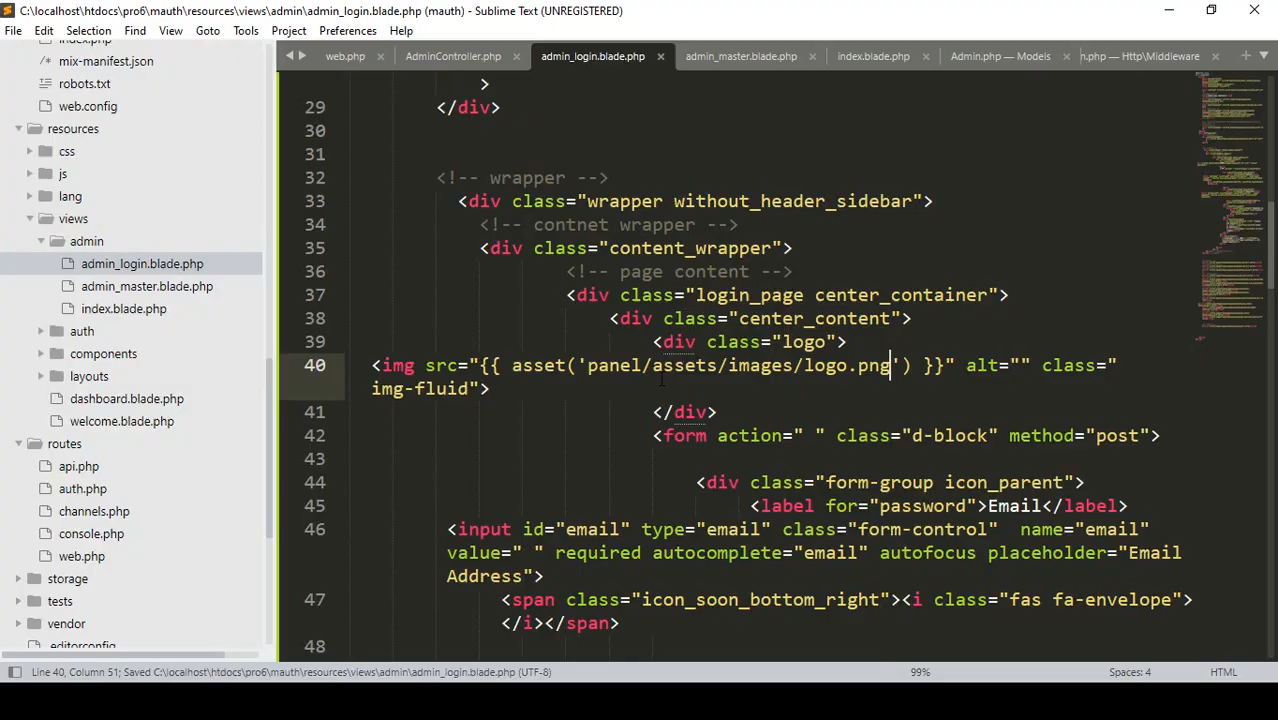 C:\localhost\htdocs\pro6\mauth\resources\views\admin\admin_login.blade.php (mauth) - Sublime Text (UNREGISTERED)
File Edit Selection Find View Goto Tools Project Preferences Help
mix-manifest.json
robots.txt
web.config
resources
css
js
lang
views
admin
admin_login.blade.php
admin_master.blade.php
index.blade.php
auth
components
layouts
dashboard.blade.php
welcome.blade.php
routes
api.php
auth.php
channels.php
console.php
web.php
storage
tests
vendor
.editorconfig
web.php AdminController.php admin_login.blade.php admin_master.blade.php index.blade.php Admin.php — Models n.php — Http\Middleware
>
29 </div>
30
31
32 <!-- wrapper -->
33 <div class="wrapper without_header_sidebar">
34 <!-- contnet wrapper -->
35 <div class="content_wrapper">
36 <!-- page content -->
37 <div class="login_page center_container">
38 <div class="center_content">
39 <div class="logo">
40 <img src="{{ asset('panel/assets/images/logo.png') }}" alt="" class="
img-fluid">
41 </div>
42 <form action=" " class="d-block" method="post">
43
44 <div class="form-group icon_parent">
45 <label for="password">Email</label>
46 <input id="email" type="email" class="form-control"  name="email"
value=" " required autocomplete="email" autofocus placeholder="Email
Address">
47 <span class="icon_soon_bottom_right"><i class="fas fa-envelope">
</i></span>
48
Line 40, Column 51; Saved C:\localhost\htdocs\pro6\mauth\resources\views\admin\admin_login.blade.php (UTF-8) 99% Spaces: 4 HTML